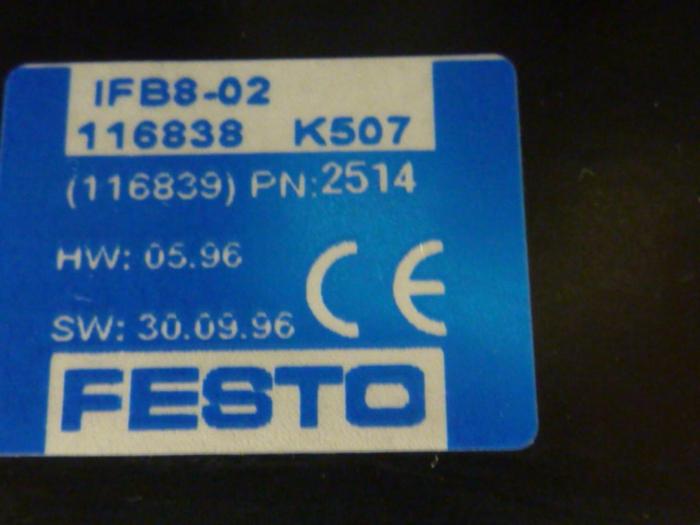 IFB8-02
116838 K507
(116839) PN:2514
HW: 05.96
SW: 30.09.96
CE
FESTO